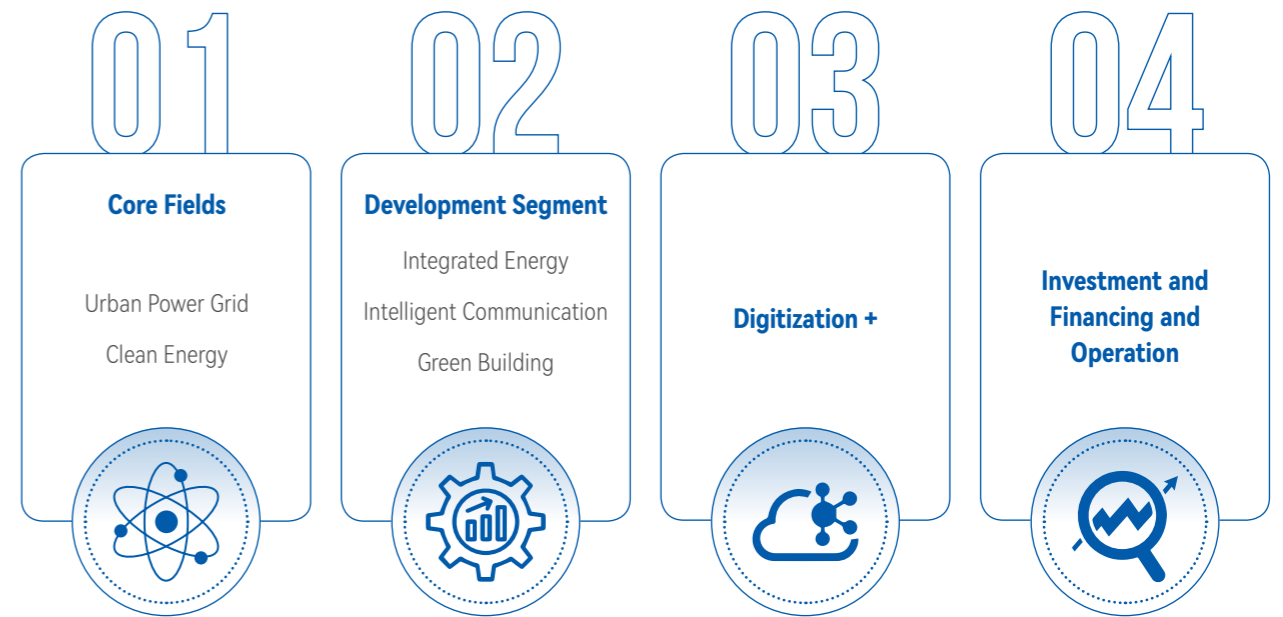 01
Core Fields
Urban Power Grid
Clean Energy
02
Development Segment
Integrated Energy
Intelligent Communication
Green Building
03
Digitization +
04
Investment and
Financing and
Operation